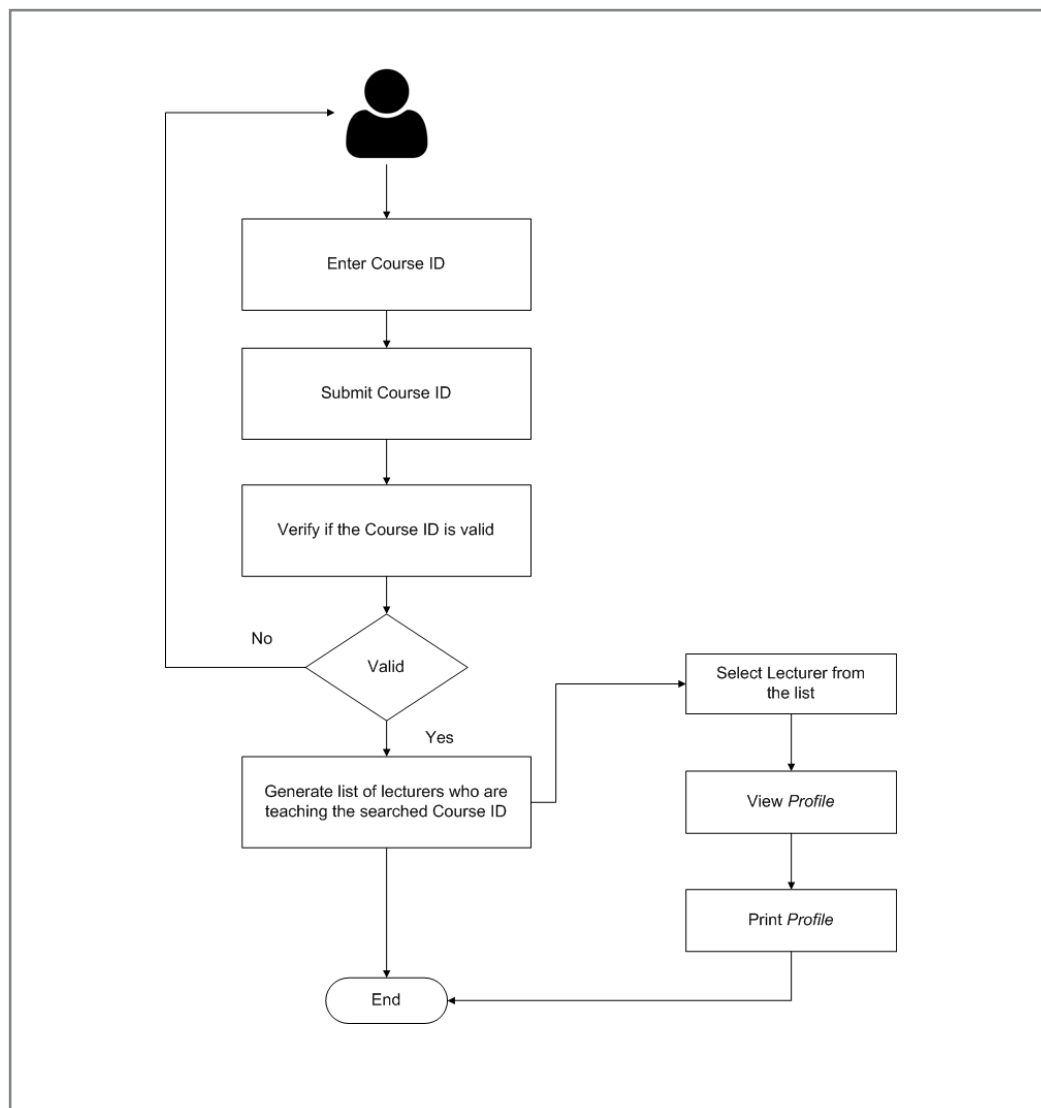 Enter Course ID
Submit Course ID
Verify if the Course ID is valid
No
Valid
Yes
Generate list of lecturers who are
teaching the searched Course ID
Select Lecturer from
the list
View Profile
Print Profile
End